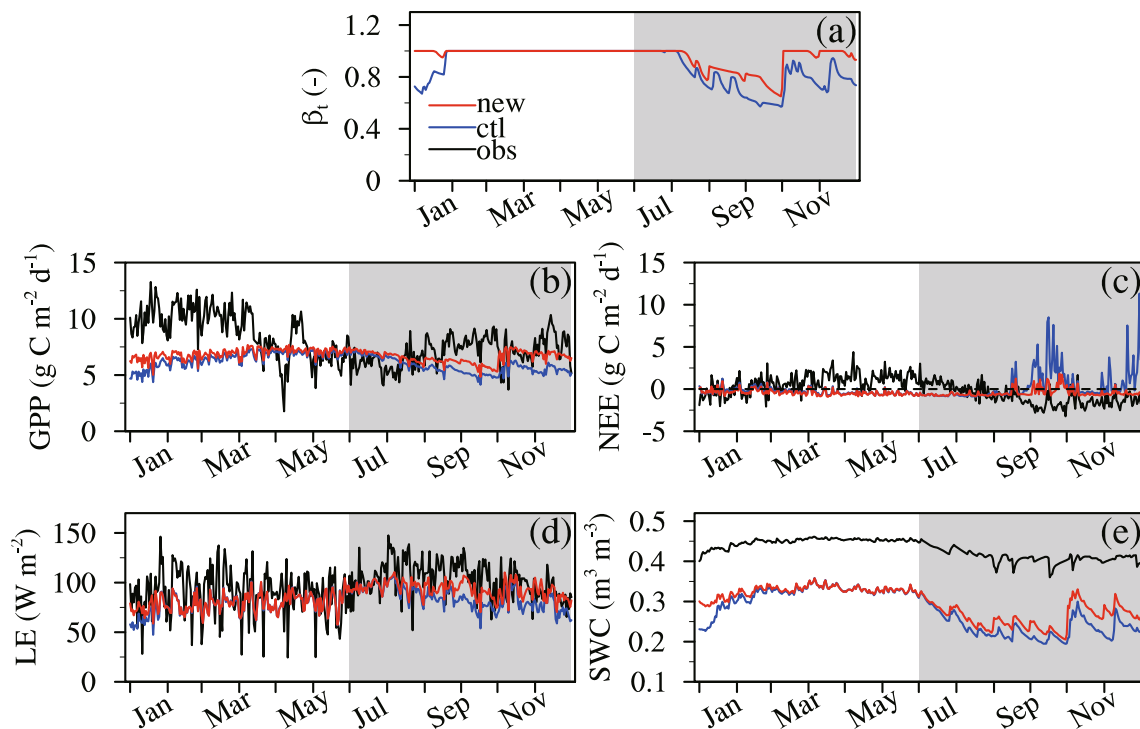 (a)
1.2
0.8
0.4
0
βt (-)
new
ctl
obs
Jan Mar May Jul Sep Nov
(b)
15
10
5
0
GPP (g C m-2 d-1)
Jan Mar May Jul Sep Nov
(c)
15
10
5
0
-5
NEE (g C m-2 d-1)
Jan Mar May Jul Sep Nov
(d)
150
100
50
0
LE (W m-2)
Jan Mar May Jul Sep Nov
(e)
0.5
0.4
0.3
0.2
0.1
SWC (m3 m-3)
Jan Mar May Jul Sep Nov